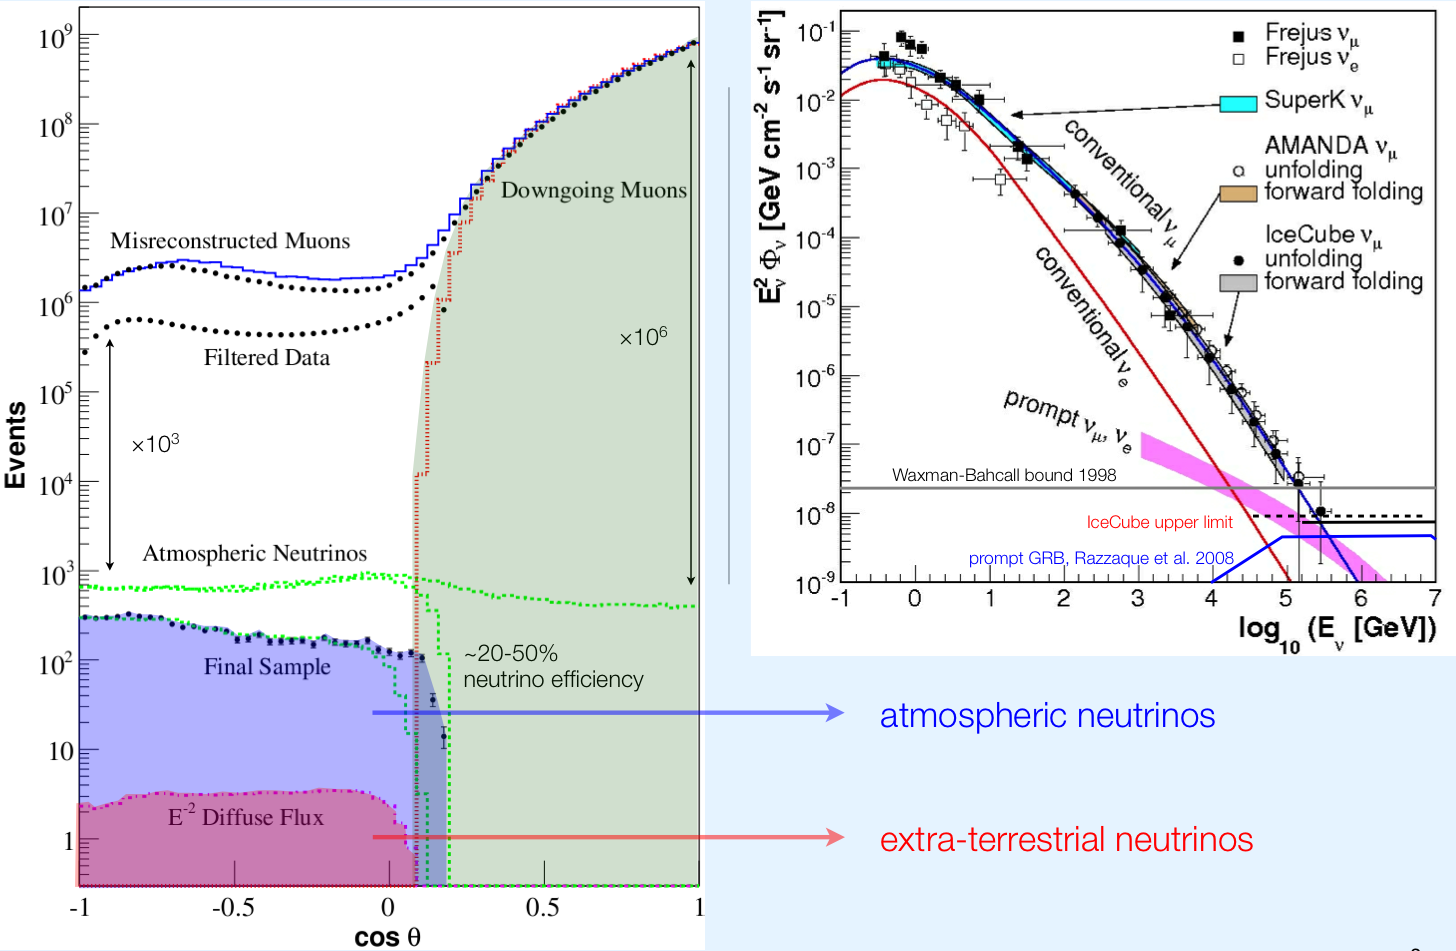 10⁹
10⁸
10⁷
10⁶
10⁵
10⁴
10³
10²
10
1
Events
Misreconstructed Muons
Filtered Data
×10³
Atmospheric Neutrinos
Final Sample
E⁻² Diffuse Flux
Downgoing Muons
×10⁶
~20-50%
neutrino efficiency
-1 -0.5 0 0.5 1
cos θ
E²ᵥ Φᵥ [GeV cm⁻² s⁻¹ sr⁻¹]
10⁻¹
10⁻²
10⁻³
10⁻⁴
10⁻⁵
10⁻⁶
10⁻⁷
10⁻⁸
10⁻⁹
Frejus νμ
Frejus νe
SuperK νμ
AMANDA νμ
unfolding
forward folding
IceCube νμ
unfolding
forward folding
conventional νμ
conventional νe
prompt νμ, νe
Waxman-Bahcall bound 1998
IceCube upper limit
prompt GRB, Razzaque et al. 2008
-1 0 1 2 3 4 5 6 7
log₁₀ (Eᵥ [GeV])
atmospheric neutrinos
extra-terrestrial neutrinos